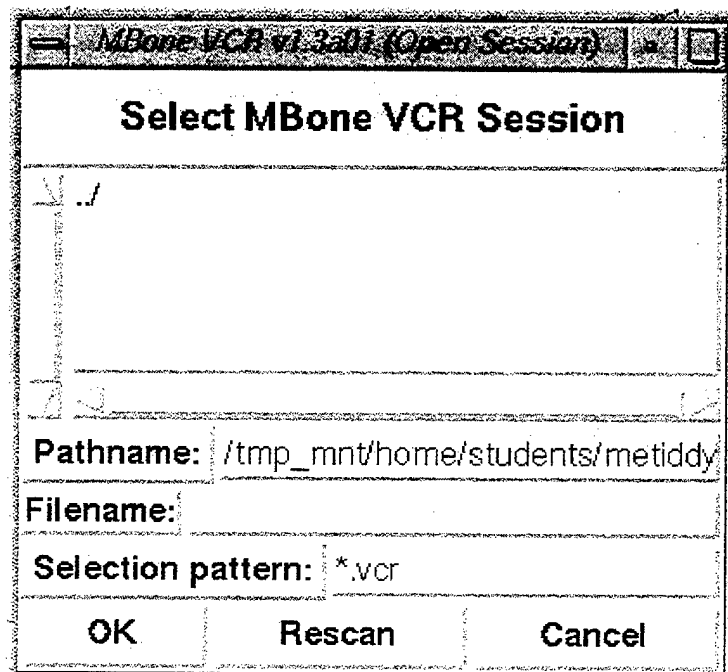 MBone VCR v1.3a01 (Open Session)
Select MBone VCR Session
../
Pathname: /tmp_mnt/home/students/metiddy
Filename:
Selection pattern: *.vcr
OK Rescan Cancel